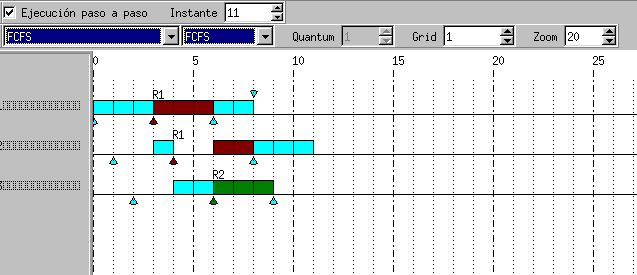 Ejecución paso a paso Instante 11
FCFS FCFS Quantum 1 Grid 1 Zoom 20
0 5 10 15 20 25
R1
R1
R2